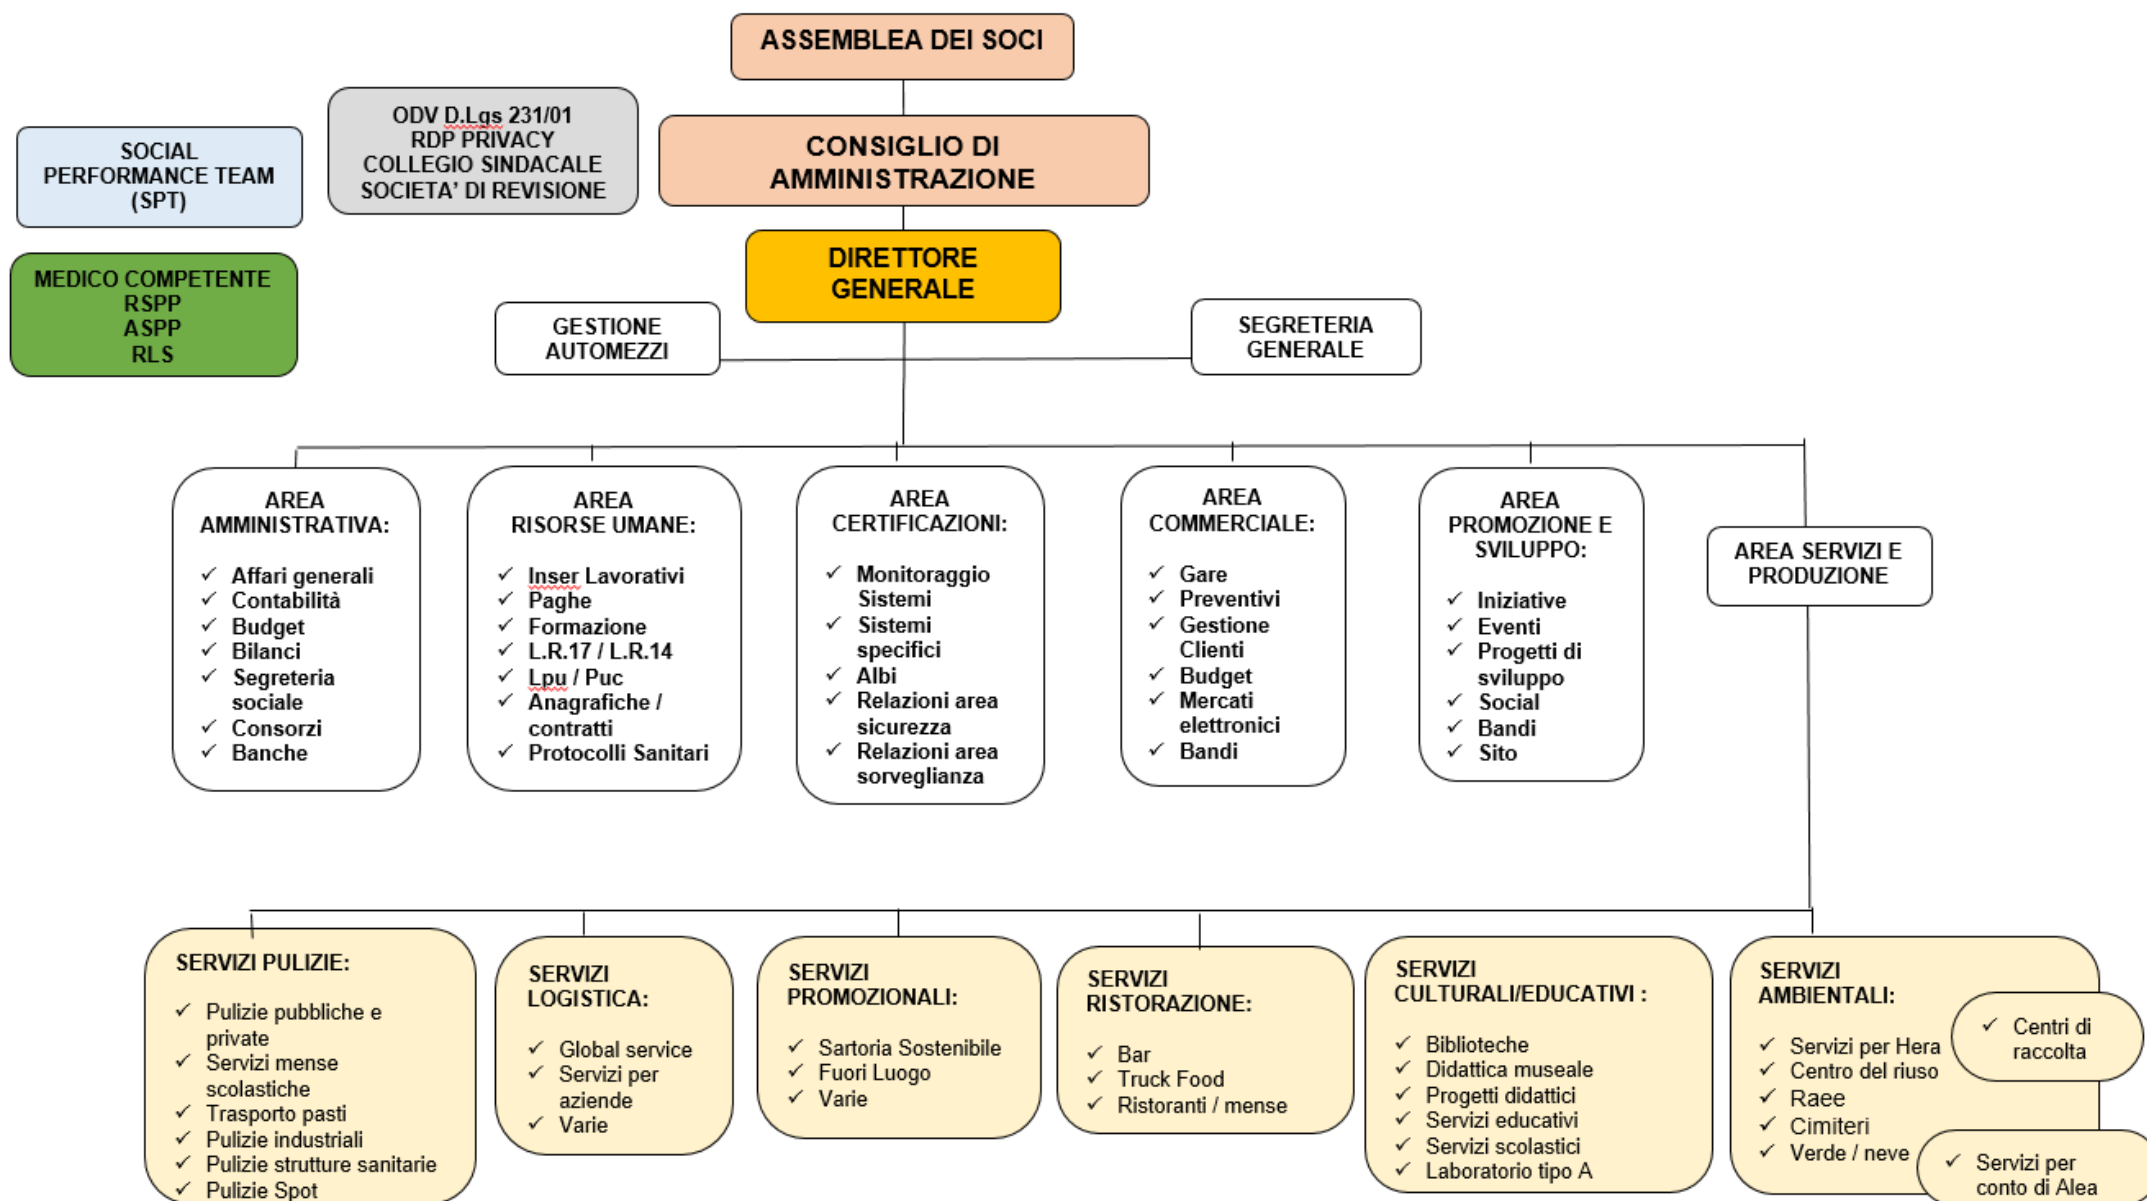 ASSEMBLEA DEI SOCI
ODV D.Lgs 231/01
RDP PRIVACY
COLLEGIO SINDACALE
SOCIETA’ DI REVISIONE
CONSIGLIO DI
AMMINISTRAZIONE
SOCIAL
PERFORMANCE TEAM
(SPT)
DIRETTORE
GENERALE
MEDICO COMPETENTE
RSPP
ASPP
RLS
GESTIONE
AUTOMEZZI
SEGRETERIA
GENERALE
AREA
AMMINISTRATIVA:
✓ Affari generali
✓ Contabilità
✓ Budget
✓ Bilanci
✓ Segreteria
sociale
✓ Consorzi
✓ Banche
AREA
RISORSE UMANE:
✓ Inser Lavorativi
✓ Paghe
✓ Formazione
✓ L.R.17 / L.R.14
✓ Lpu / Puc
✓ Anagrafiche /
contratti
✓ Protocolli Sanitari
AREA
CERTIFICAZIONI:
✓ Monitoraggio
Sistemi
✓ Sistemi
specifici
✓ Albi
✓ Relazioni area
sicurezza
✓ Relazioni area
sorveglianza
AREA
COMMERCIALE:
✓ Gare
✓ Preventivi
✓ Gestione
Clienti
✓ Budget
✓ Mercati
elettronici
✓ Bandi
AREA
PROMOZIONE E
SVILUPPO:
✓ Iniziative
✓ Eventi
✓ Progetti di
sviluppo
✓ Social
✓ Bandi
✓ Sito
AREA SERVIZI E
PRODUZIONE
SERVIZI PULIZIE:
✓ Pulizie pubbliche e
private
✓ Servizi mense
scolastiche
✓ Trasporto pasti
✓ Pulizie industriali
✓ Pulizie strutture sanitarie
✓ Pulizie Spot
SERVIZI
LOGISTICA:
✓ Global service
✓ Servizi per
aziende
✓ Varie
SERVIZI
PROMOZIONALI:
✓ Sartoria Sostenibile
✓ Fuori Luogo
✓ Varie
SERVIZI
RISTORAZIONE:
✓ Bar
✓ Truck Food
✓ Ristoranti / mense
SERVIZI
CULTURALI/EDUCATIVI :
✓ Biblioteche
✓ Didattica museale
✓ Progetti didattici
✓ Servizi educativi
✓ Servizi scolastici
✓ Laboratorio tipo A
SERVIZI
AMBIENTALI:
✓ Servizi per Hera
✓ Centro del riuso
✓ Raee
✓ Cimiteri
✓ Verde / neve
✓ Centri di
raccolta
✓ Servizi per
conto di Alea